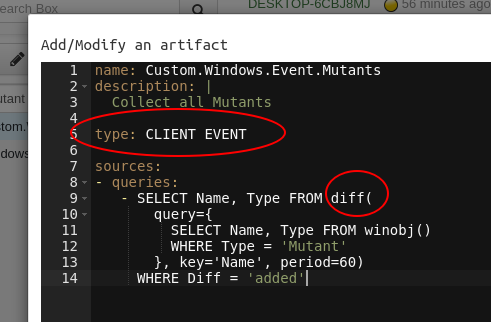 earch Box
DESKTOP-6CBJ8MJ
56 minutes ago
Add/Modify an artifact
utant
stom.
ndows
1 name: Custom.Windows.Event.Mutants
2 description: |
3 Collect all Mutants
4
5 type: CLIENT EVENT
6
7 sources:
8 - queries:
9 - SELECT Name, Type FROM diff(
10 query={
11 SELECT Name, Type FROM winobj()
12 WHERE Type = 'Mutant'
13 }, key='Name', period=60)
14 WHERE Diff = 'added'